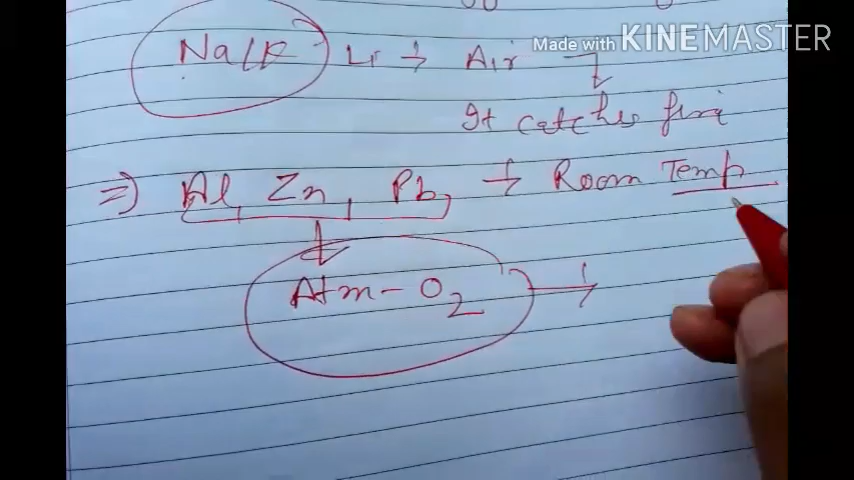 Na/K Li → Air
Made with KINEMASTER
It catches fire
⇒ Al, Zn, Pb, → Room Temp
Atm - O2 →